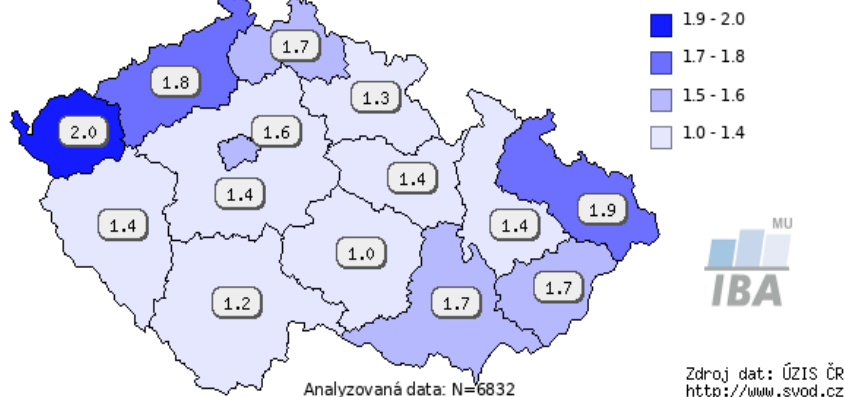 1.9 - 2.0
1.7 - 1.8
1.5 - 1.6
1.0 - 1.4
1.7
1.8
1.3
2.0
1.6
1.4
1.4
1.9
1.4
1.4
1.0
1.7
1.2
1.7
MU
IBA
Analyzovaná data: N=6832
Zdroj dat: ÚZIS ČR
http://www.svod.cz